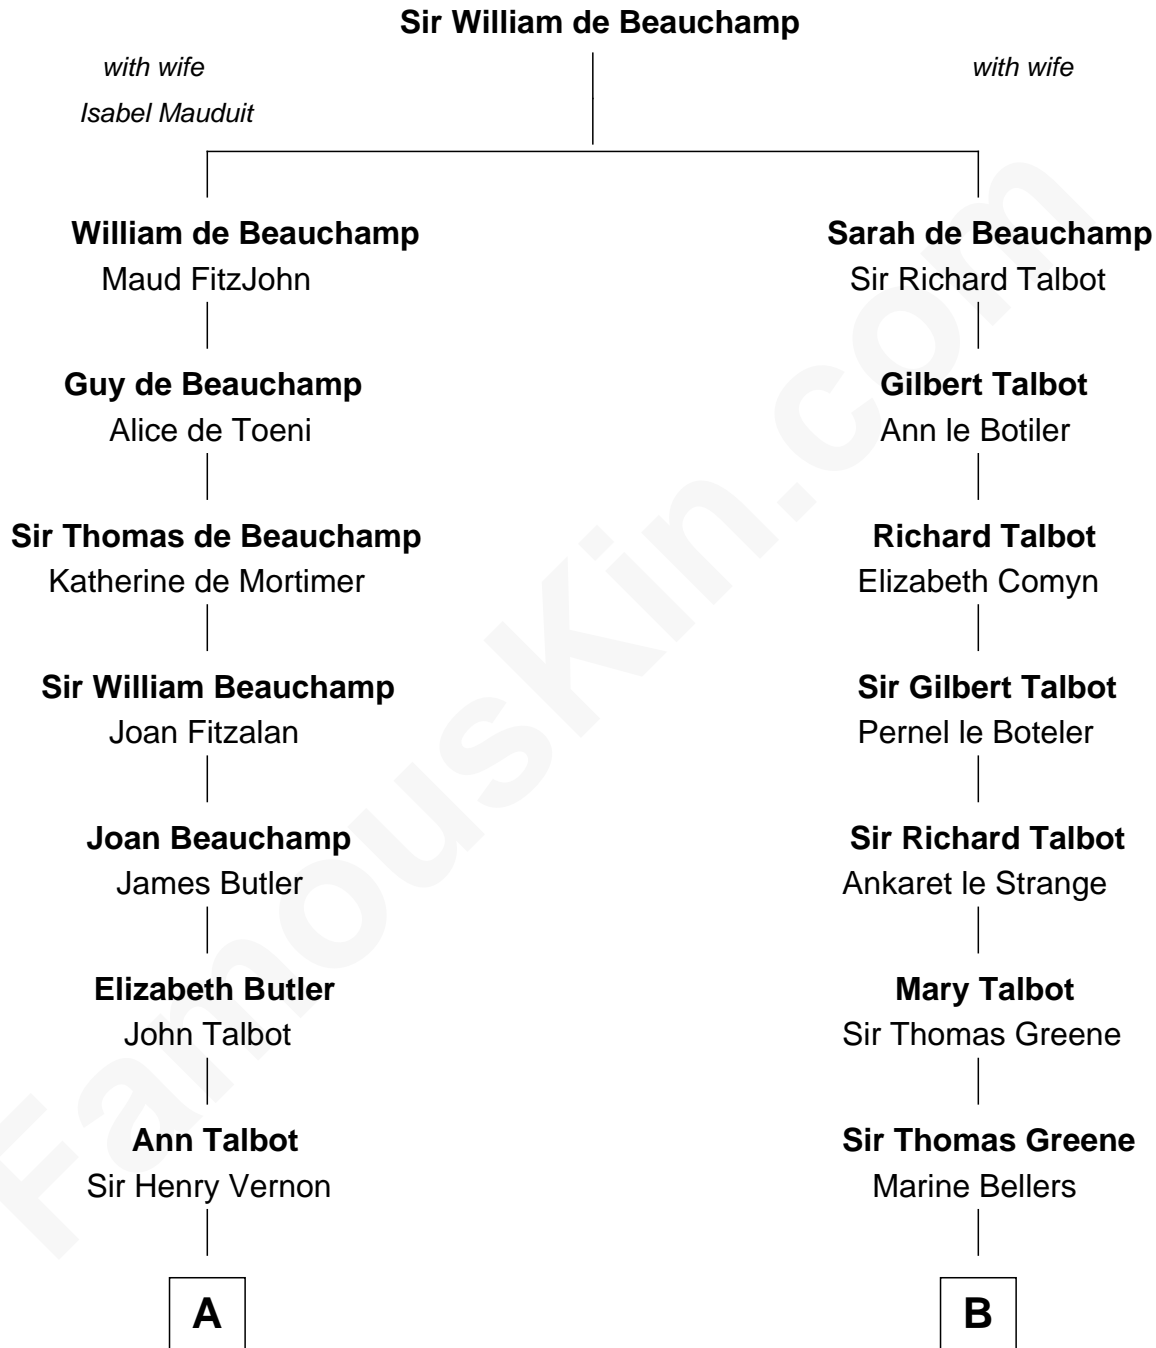 Sir William de Beauchamp
with wife
with wife
Isabel Mauduit
William de Beauchamp
Sarah de Beauchamp
Maud FitzJohn
Sir Richard Talbot
Guy de Beauchamp
Gilbert Talbot
Alice de Toeni
Ann le Botiler
Sir Thomas de Beauchamp
Richard Talbot
Katherine de Mortimer
Elizabeth Comyn
Sir William Beauchamp
Sir Gilbert Talbot
Joan Fitzalan
Pernel le Boteler
Joan Beauchamp
Sir Richard Talbot
James Butler
Ankaret le Strange
Elizabeth Butler
Mary Talbot
John Talbot
Sir Thomas Greene
Ann Talbot
Sir Thomas Greene
Sir Henry Vernon
Marine Bellers
A
B
FamousKin.com